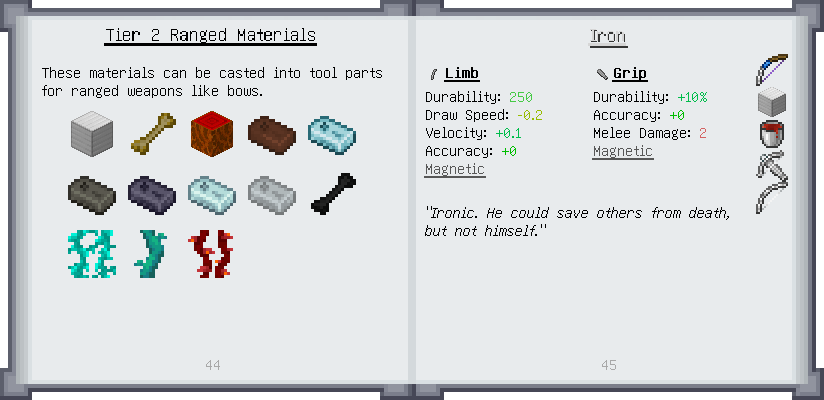 Tier 2 Ranged Materials
These materials can be casted into tool parts
for ranged weapons like bows.
44
Iron
Limb
Durability: 250
Draw Speed: -0.2
Velocity: +0.1
Accuracy: +0
Magnetic
Grip
Durability: +10%
Accuracy: +0
Melee Damage: 2
Magnetic
"Ironic. He could save others from death,
but not himself."
45